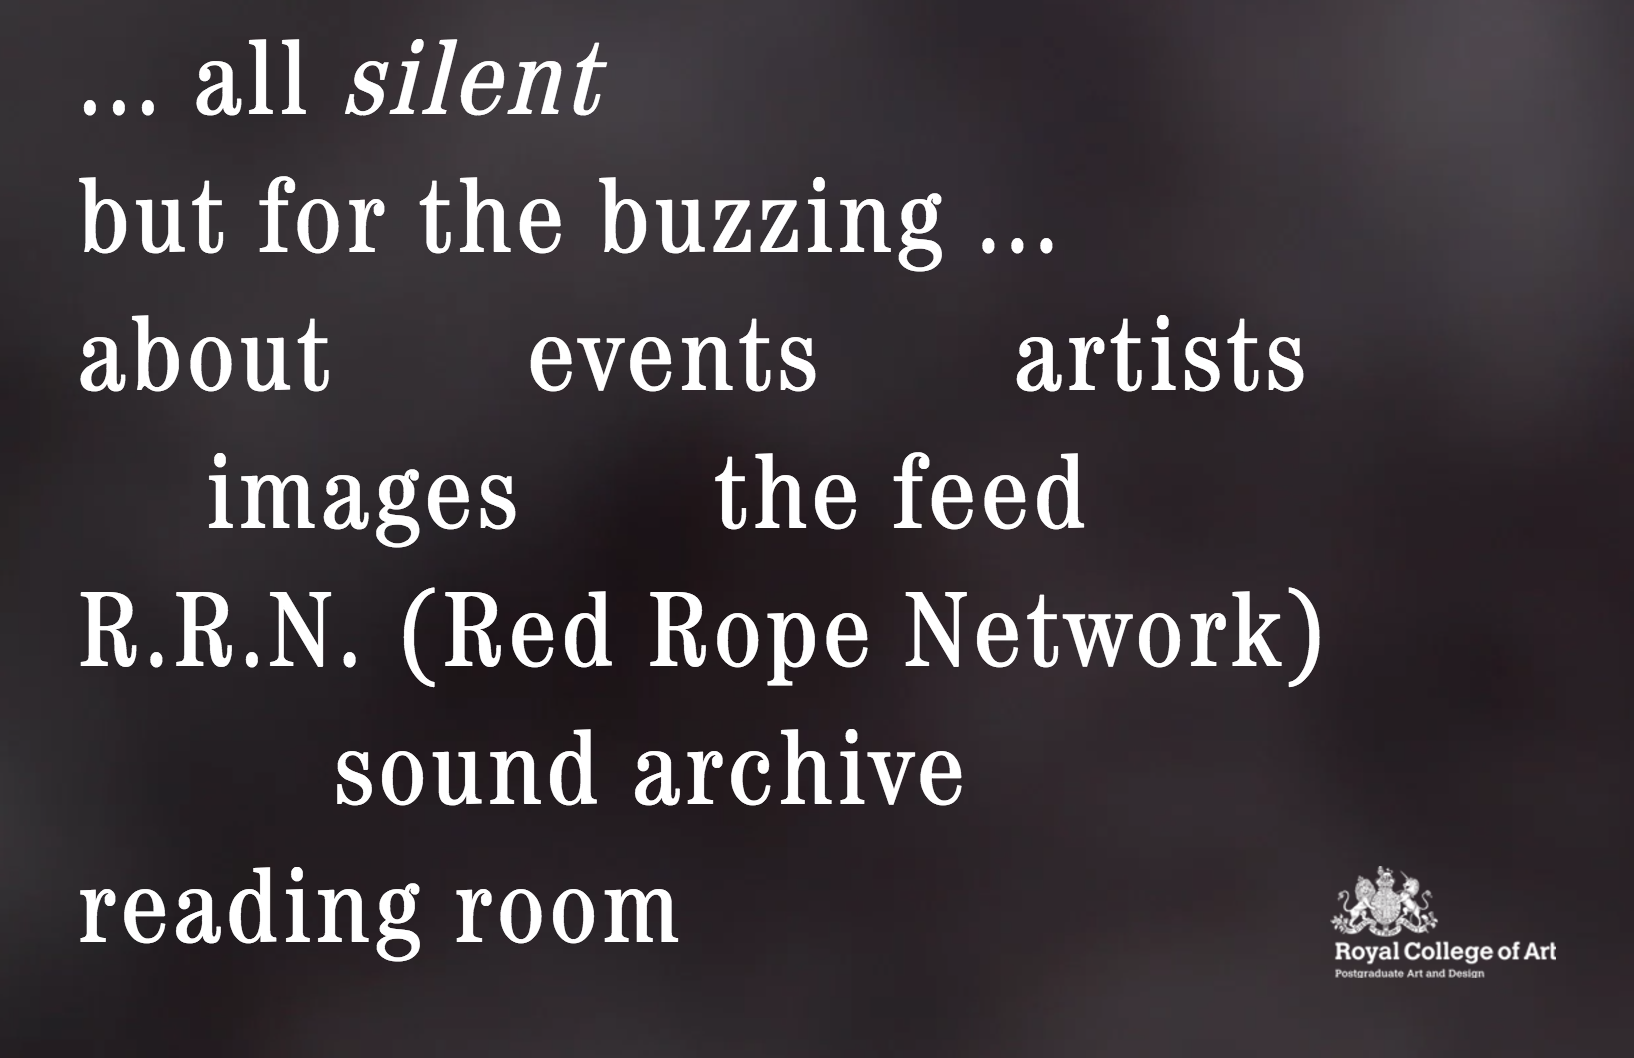 ... all silent
but for the buzzing ...
about events artists
images the feed
R.R.N. (Red Rope Network)
sound archive
reading room
Royal College of Art
Postgraduate Art and Design